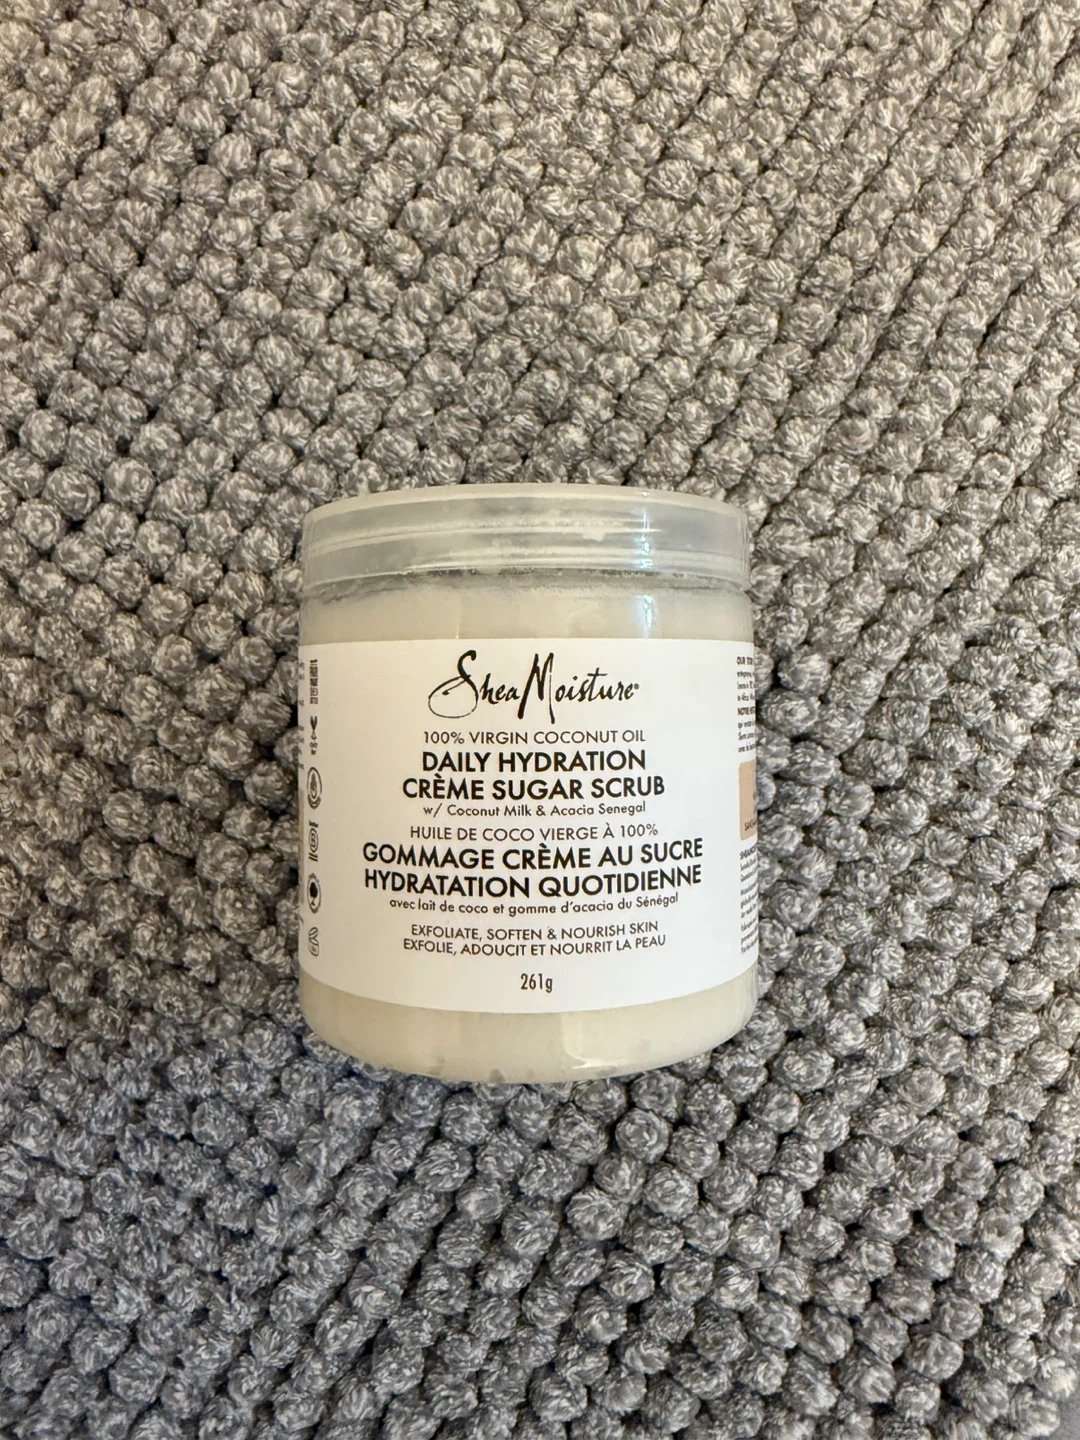 SheaMoisture®
100% VIRGIN COCONUT OIL
DAILY HYDRATION
CRÈME SUGAR SCRUB
w/ Coconut Milk & Acacia Senegal
HUILE DE COCO VIERGE À 100%
GOMMAGE CRÈME AU SUCRE
HYDRATATION QUOTIDIENNE
avec lait de coco et gomme d'acacia du Sénégal
EXFOLIATE, SOFTEN & NOURISH SKIN
EXFOLIE, ADOUCIT ET NOURRIT LA PEAU
261g